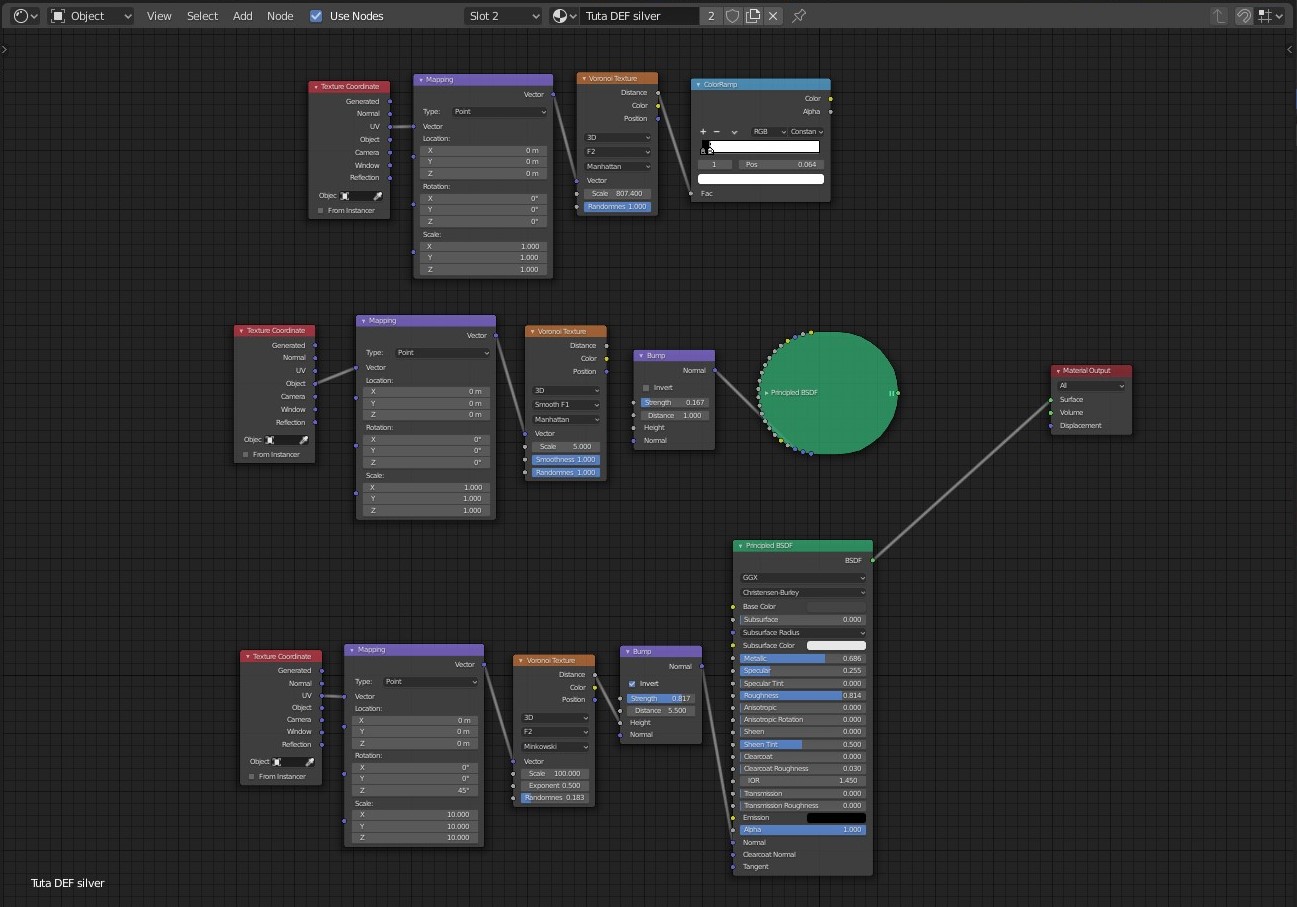 Object View Select Add Node Use Nodes Slot 2 Tuta DEF silver 2
Texture Coordinate
Generated
Normal
UV
Object
Camera
Window
Reflection
Objec
From Instancer
Mapping
Vector
Type: Point
Vector
Location:
X 0 m
Y 0 m
Z 0 m
Rotation:
X 0°
Y 0°
Z 0°
Scale:
X 1.000
Y 1.000
Z 1.000
Voronoi Texture
Distance
Color
Position
3D
F2
Manhattan
Vector
Scale 807.400
Randomnes 1.000
ColorRamp
Color
Alpha
RGB Constan
1 Pos 0.064
Fac
Texture Coordinate
Generated
Normal
UV
Object
Camera
Window
Reflection
Objec
From Instancer
Mapping
Vector
Type: Point
Vector
Location:
X 0 m
Y 0 m
Z 0 m
Rotation:
X 0°
Y 0°
Z 0°
Scale:
X 1.000
Y 1.000
Z 1.000
Voronoi Texture
Distance
Color
Position
3D
Smooth F1
Manhattan
Vector
Scale 5.000
Smoothness 1.000
Randomnes 1.000
Bump
Normal
Invert
Strength 0.167
Distance 1.000
Height
Normal
Principled BSDF
Material Output
All
Surface
Volume
Displacement
Texture Coordinate
Generated
Normal
UV
Object
Camera
Window
Reflection
Object
From Instancer
Mapping
Vector
Type: Point
Vector
Location:
X 0 m
Y 0 m
Z 0 m
Rotation:
X 0°
Y 0°
Z 45°
Scale:
X 10.000
Y 10.000
Z 10.000
Voronoi Texture
Distance
Color
Position
3D
F2
Minkowski
Vector
Scale 100.000
Exponent 0.500
Randomnes 0.183
Bump
Normal
Invert
Strength 0.817
Distance 5.500
Height
Normal
Principled BSDF
BSDF
GGX
Christensen-Burley
Base Color
Subsurface 0.000
Subsurface Radius
Subsurface Color
Metallic 0.686
Specular 0.255
Specular Tint 0.000
Roughness 0.814
Anisotropic 0.000
Anisotropic Rotation 0.000
Sheen 0.000
Sheen Tint 0.500
Clearcoat 0.000
Clearcoat Roughness 0.030
IOR 1.450
Transmission 0.000
Transmission Roughness 0.000
Emission
Alpha 1.000
Normal
Clearcoat Normal
Tangent
Tuta DEF silver